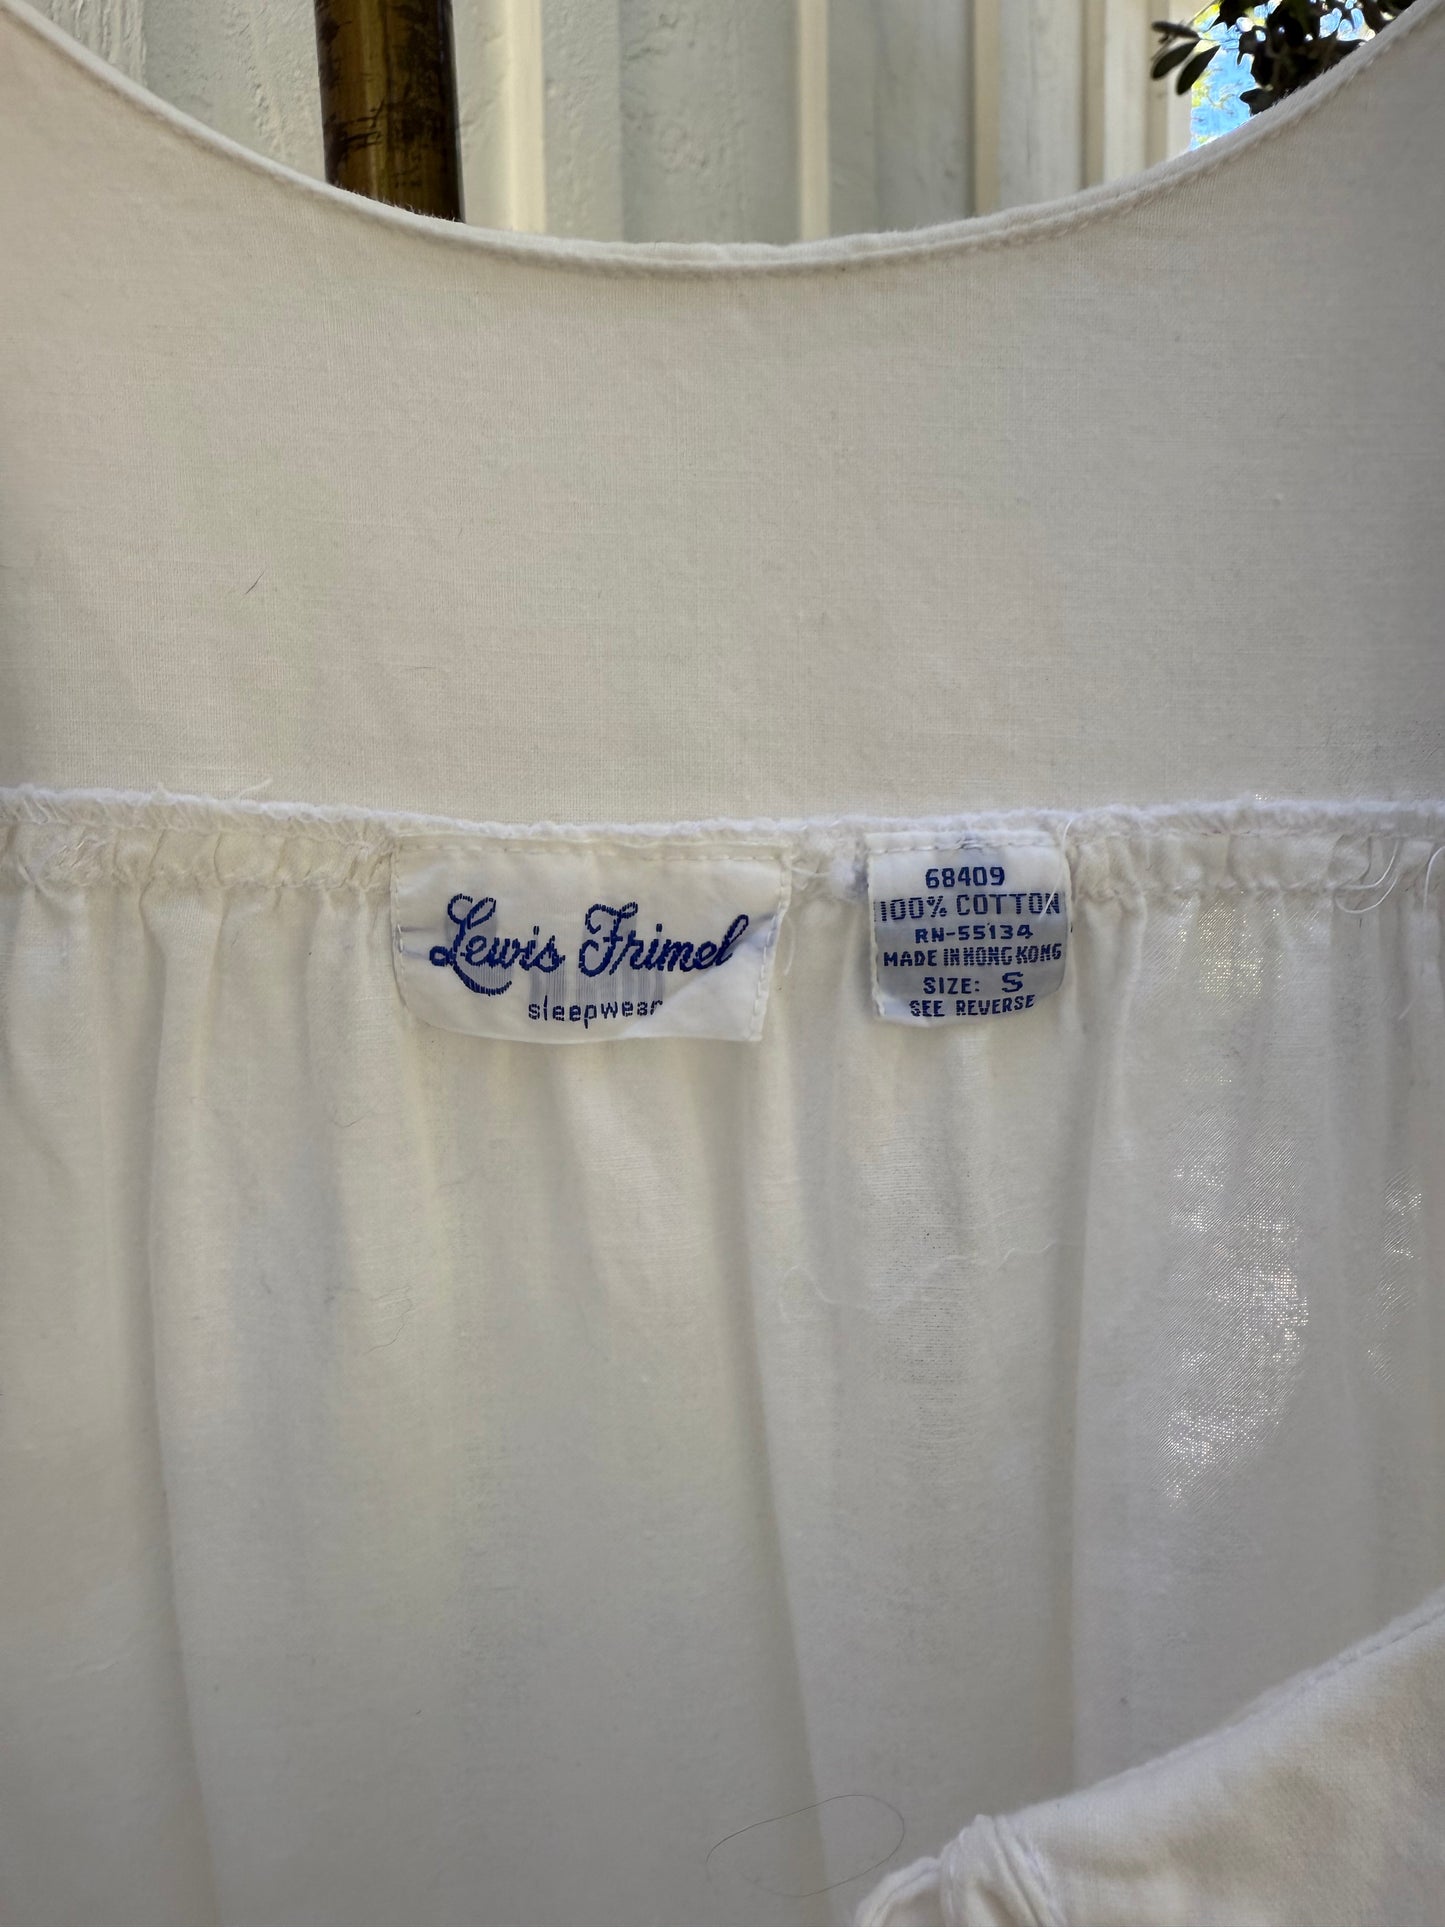 Lewis Frimel
sleepwear
68409
100% COTTON
RN-55134
MADE IN HONG KONG
SIZE: S
SEE REVERSE